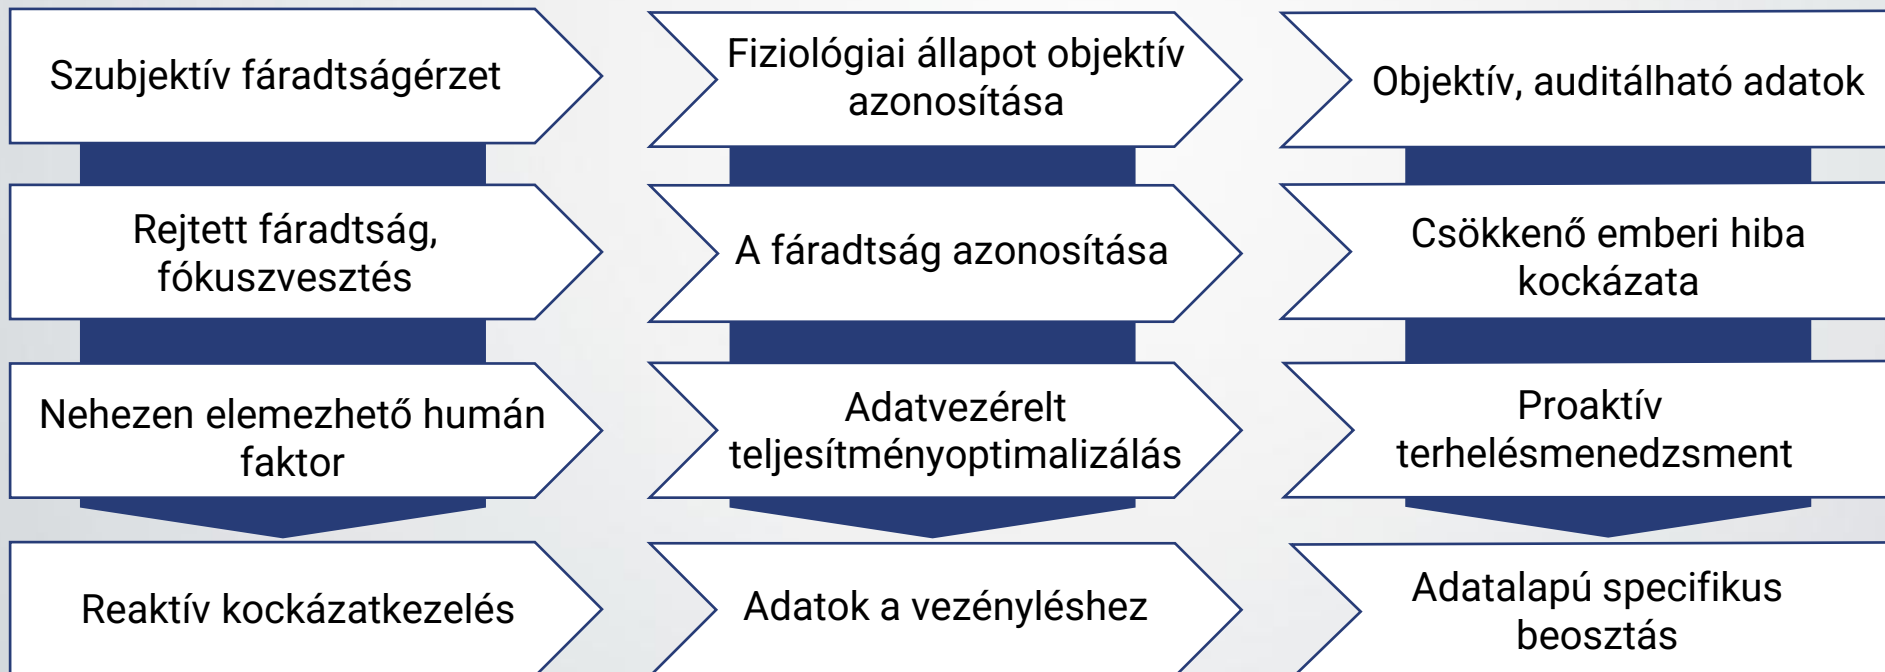 Szubjektív fáradtságérzet
Fiziológiai állapot objektív
azonosítása
Objektív, auditálható adatok
Rejtett fáradtság,
fókuszvesztés
A fáradtság azonosítása
Csökkenő emberi hiba
kockázata
Nehezen elemezhető humán
faktor
Adatvezérelt
teljesítményoptimalizálás
Proaktív
terhelésmenedzsment
Reaktív kockázatkezelés
Adatok a vezényléshez
Adatalapú specifikus
beosztás